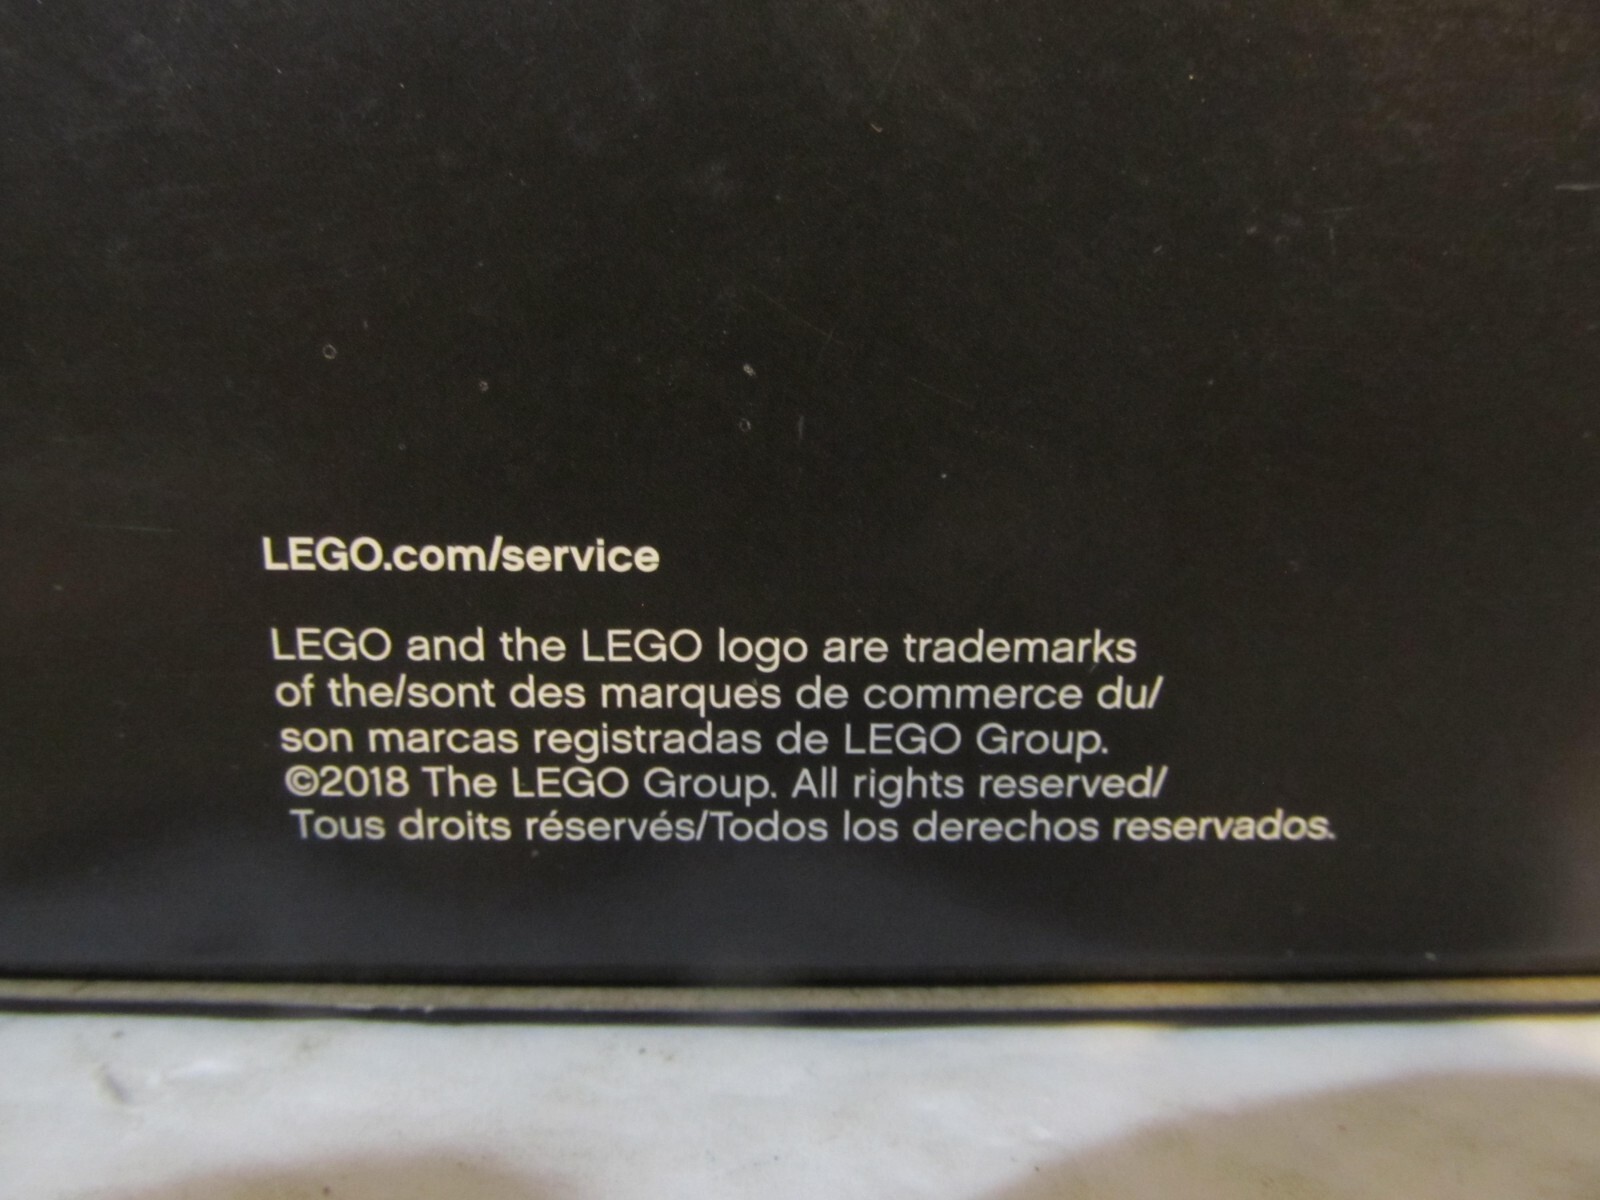 LEGO.com/service
LEGO and the LEGO logo are trademarks
of the/sont des marques de commerce du/
son marcas registradas de LEGO Group.
©2018 The LEGO Group. All rights reserved/
Tous droits réservés/Todos los derechos reservados.